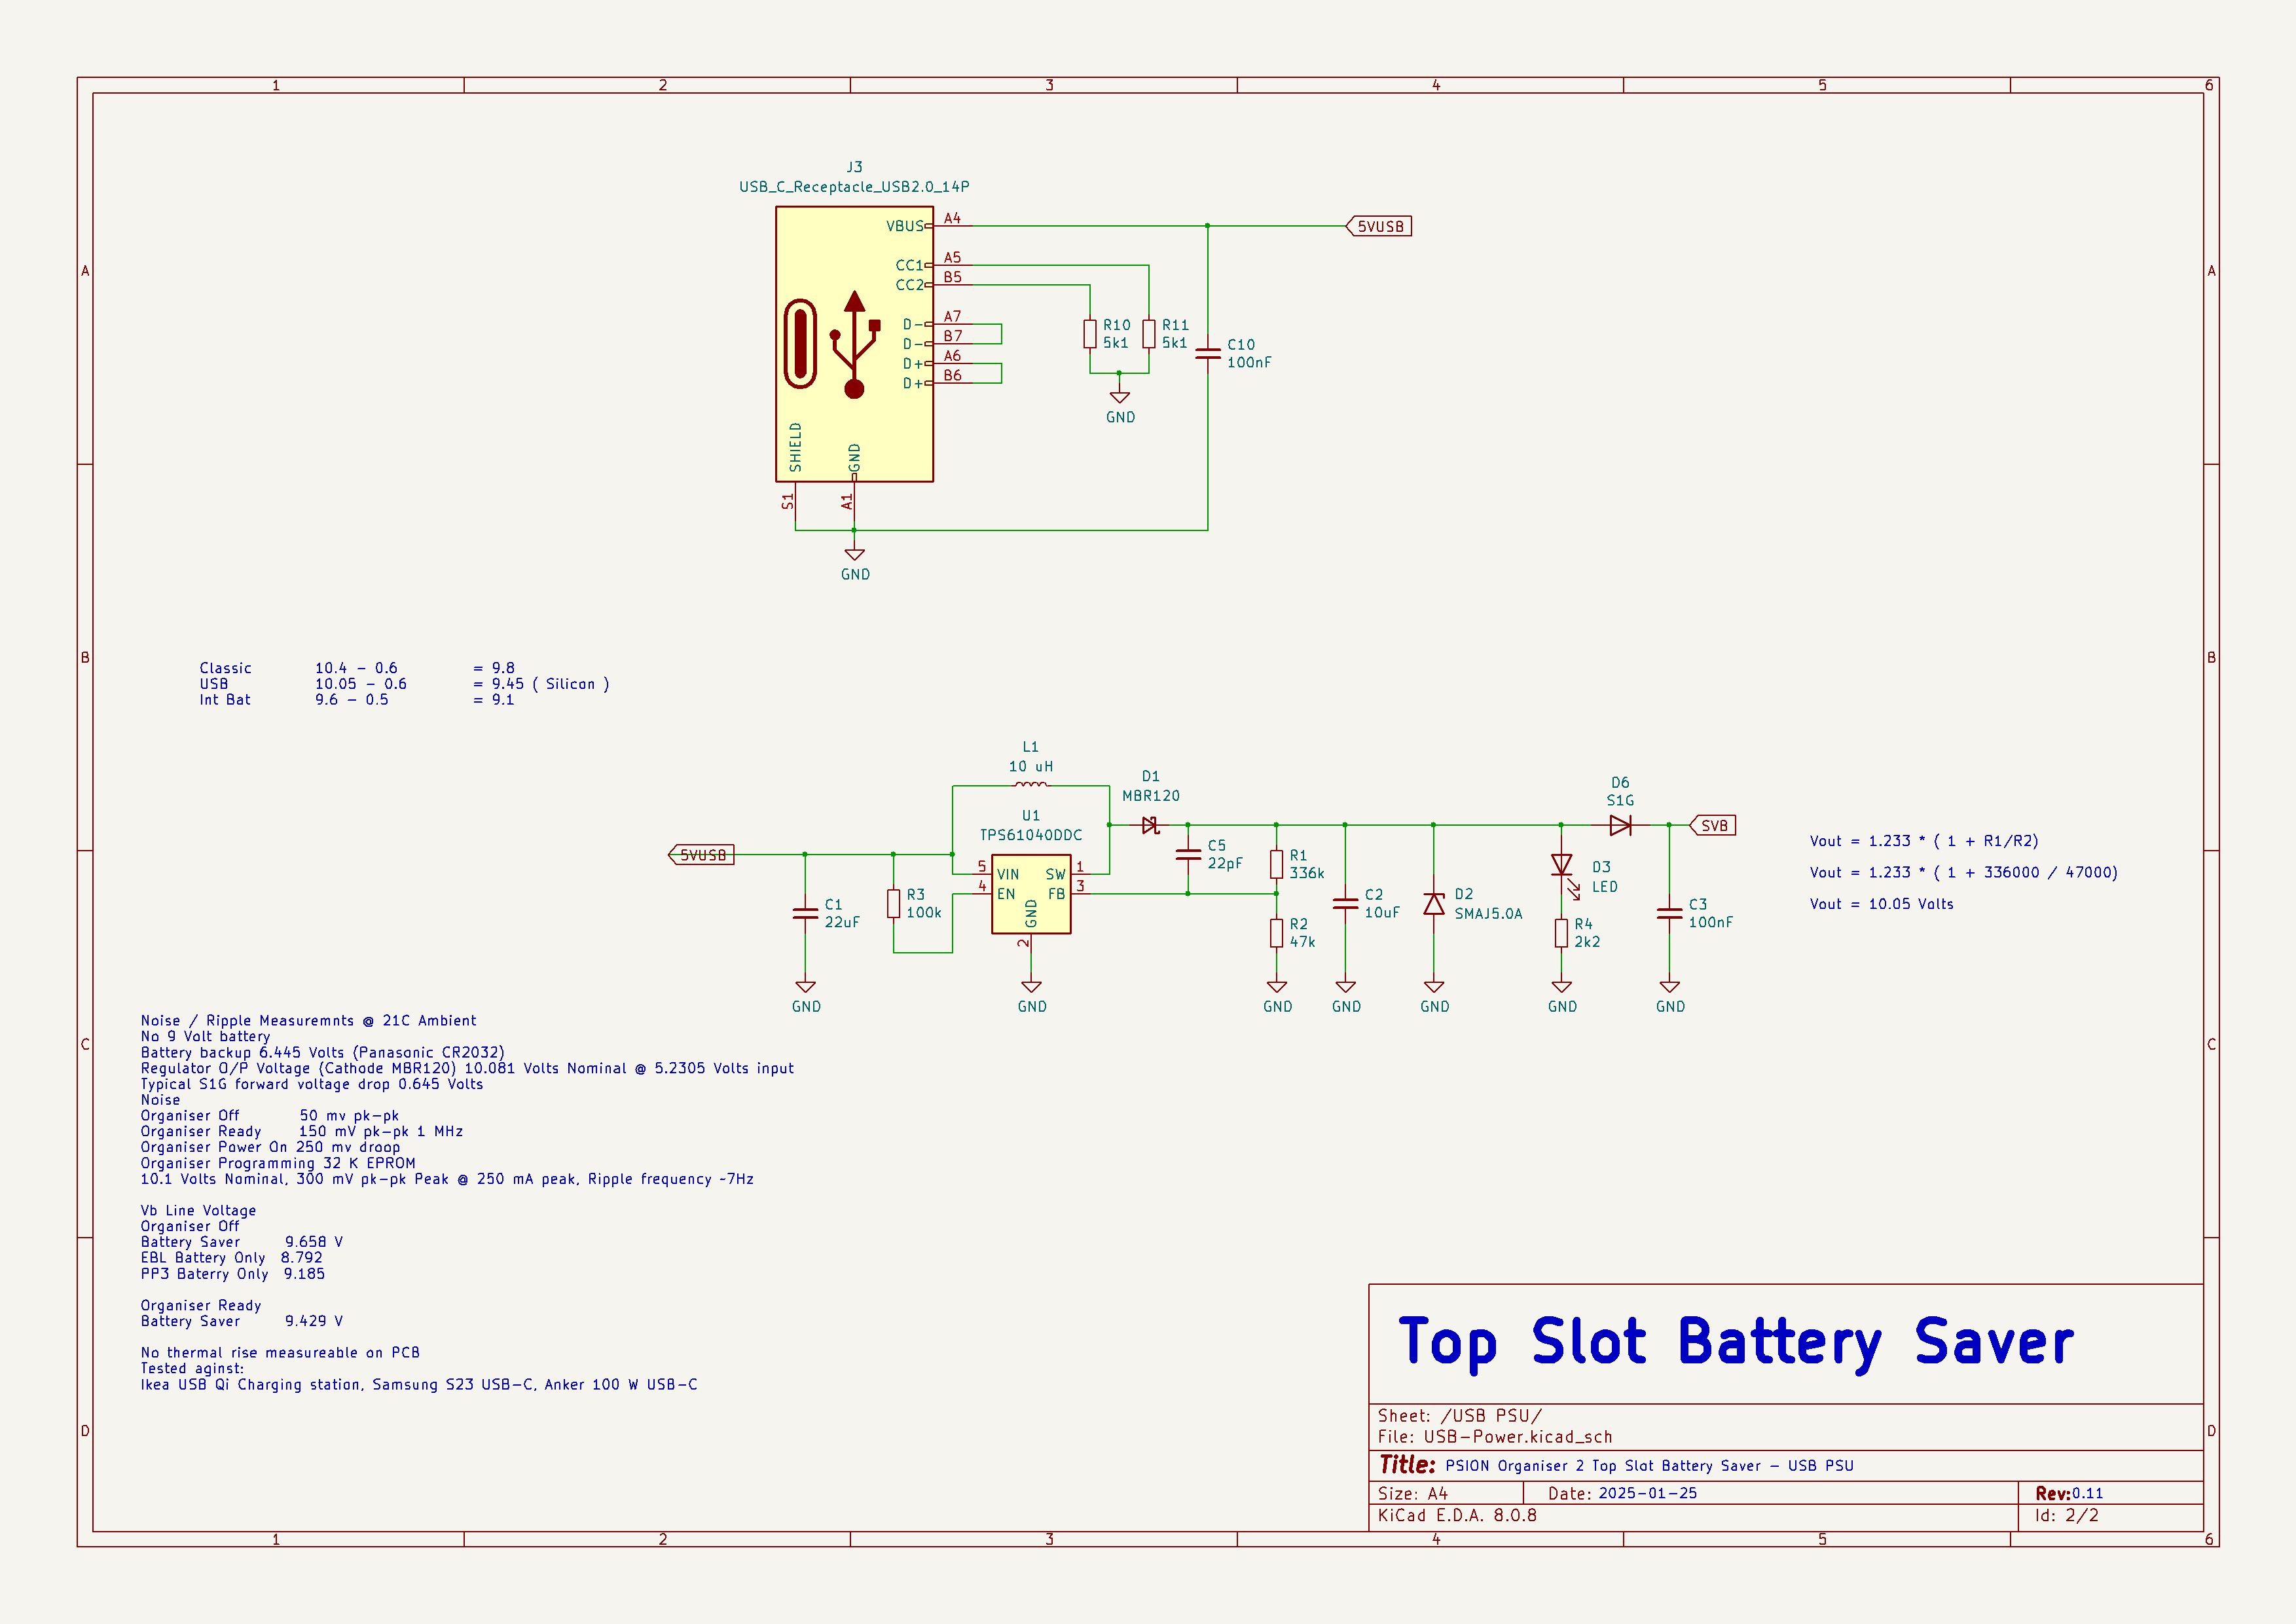 1 2 3 4 5 6
A A
B B
C C
D D
J3
USB_C_Receptacle_USB2.0_14P
VBUS A4
5VUSB
CC1 A5
CC2 B5
D- A7
D- B7
D+ A6
D+ B6
SHIELD
GND
S1
A1
GND
R10
5k1
R11
5k1
GND
C10
100nF
Classic 10.4 - 0.6 = 9.8
USB 10.05 - 0.6 = 9.45 ( Silicon )
Int Bat 9.6 - 0.5 = 9.1
L1
10 uH
U1
TPS61040DDC
5 VIN SW 1
4 EN FB 3
GND
2
GND
5VUSB
C1
22uF
GND
R3
100k
D1
MBR120
C5
22pF
R1
336k
R2
47k
GND
C2
10uF
GND
D2
SMAJ5.0A
GND
D3
LED
R4
2k2
GND
D6
S1G
SVB
C3
100nF
GND
Vout = 1.233 * ( 1 + R1/R2)
Vout = 1.233 * ( 1 + 336000 / 47000)
Vout = 10.05 Volts
Noise / Ripple Measuremnts @ 21C Ambient
No 9 Volt battery
Battery backup 6.445 Volts (Panasonic CR2032)
Regulator O/P Voltage (Cathode MBR120) 10.081 Volts Nominal @ 5.2305 Volts input
Typical S1G forward voltage drop 0.645 Volts
Noise
Organiser Off 50 mv pk-pk
Organiser Ready 150 mV pk-pk 1 MHz
Organiser Power On 250 mv droop
Organiser Programming 32 K EPROM
10.1 Volts Nominal, 300 mV pk-pk Peak @ 250 mA peak, Ripple frequency ~7Hz
Vb Line Voltage
Organiser Off
Battery Saver 9.658 V
EBL Battery Only 8.792
PP3 Baterry Only 9.185
Organiser Ready
Battery Saver 9.429 V
No thermal rise measureable on PCB
Tested aginst:
Ikea USB Qi Charging station, Samsung S23 USB-C, Anker 100 W USB-C
Top Slot Battery Saver
Sheet: /USB PSU/
File: USB-Power.kicad_sch
Title: PSION Organiser 2 Top Slot Battery Saver - USB PSU
Size: A4 Date: 2025-01-25 Rev:0.11
KiCad E.D.A. 8.0.8 Id: 2/2
1 2 3 4 5 6